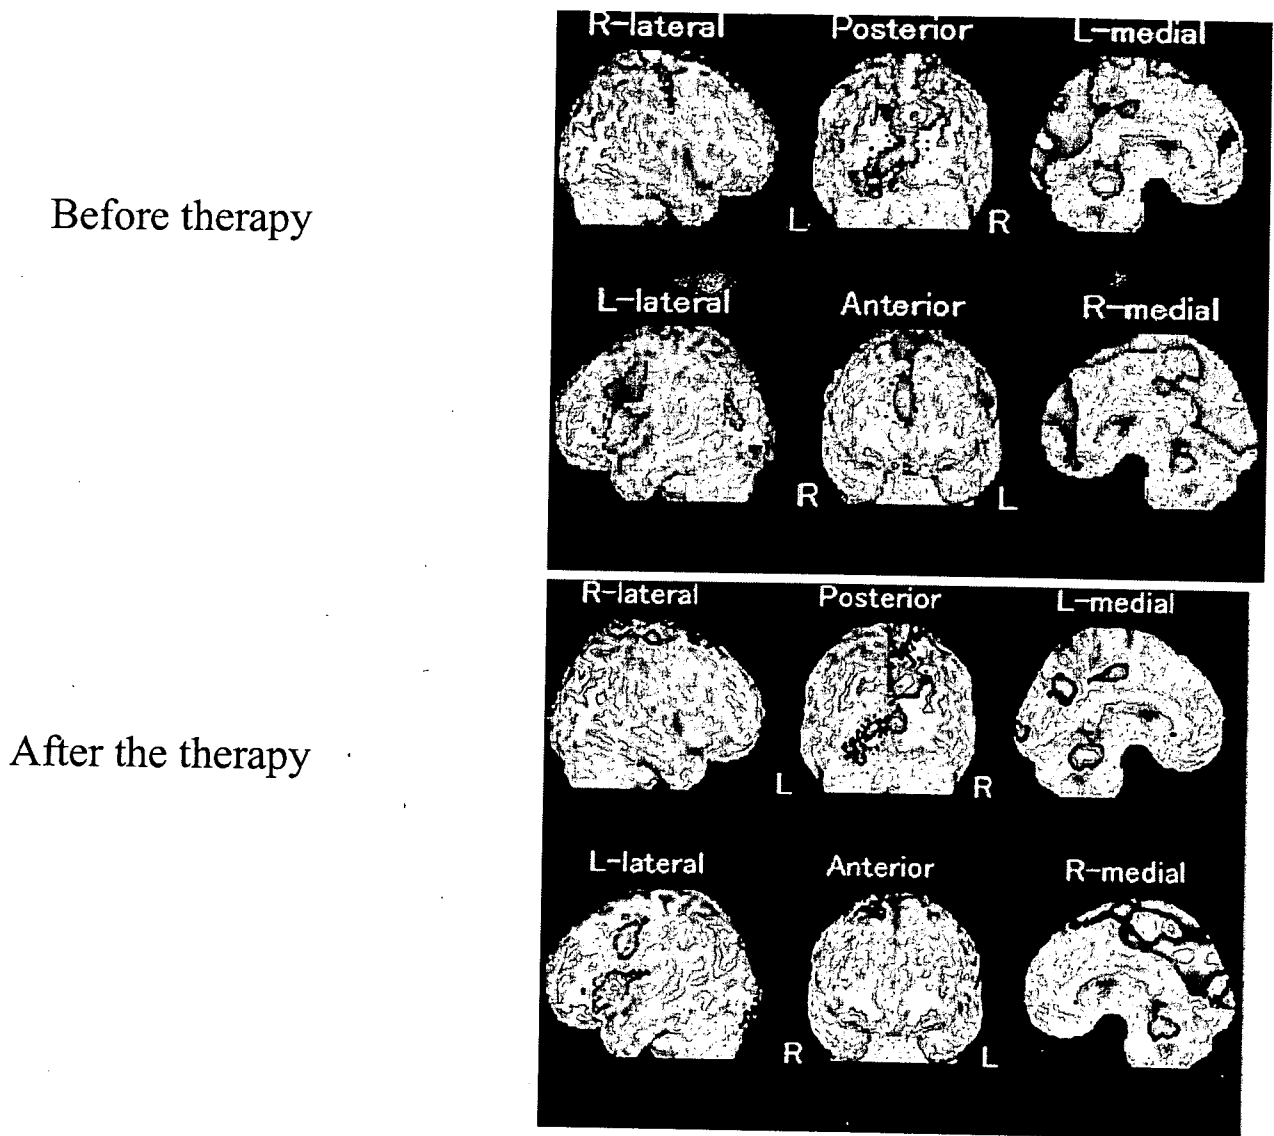 R-lateral Posterior L-medial
Before therapy
L R
L-lateral Anterior R-medial
R L
R-lateral Posterior L-medial
After the therapy
L R
L-lateral Anterior R-medial
R L